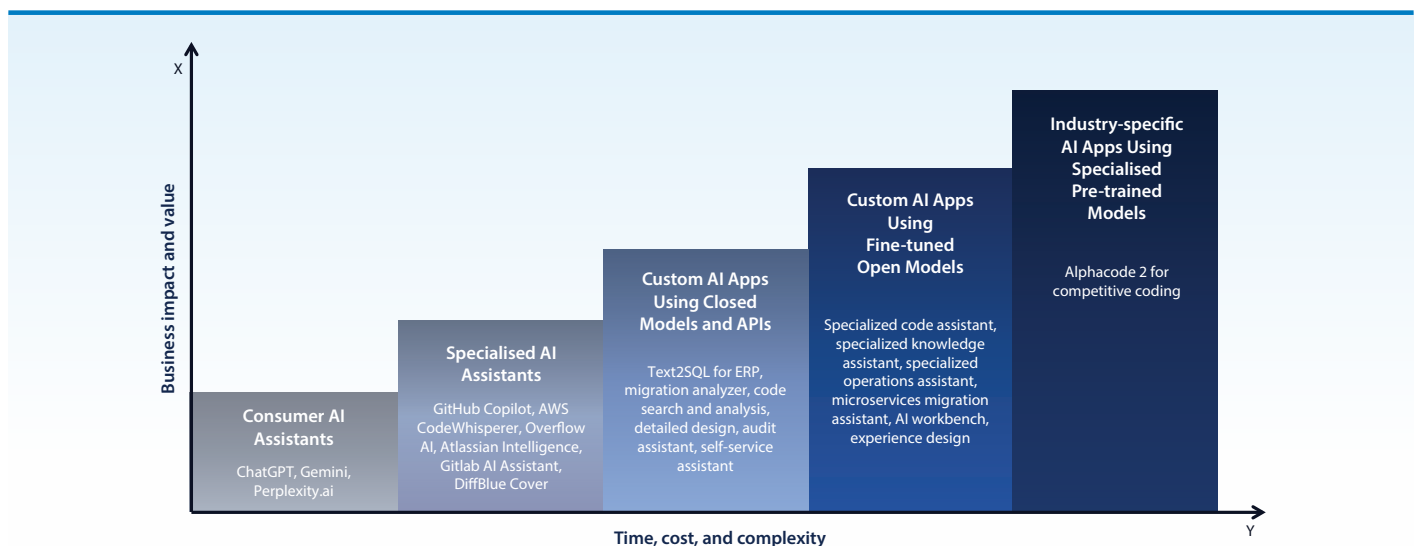 X
Business impact and value
Consumer AI
Assistants
ChatGPT, Gemini,
Perplexity.ai
Specialised AI
Assistants
GitHub Copilot, AWS
CodeWhisperer, Overflow
AI, Atlassian Intelligence,
Gitlab AI Assistant,
DiffBlue Cover
Custom AI Apps
Using Closed
Models and APIs
Text2SQL for ERP,
migration analyzer, code
search and analysis,
detailed design, audit
assistant, self-service
assistant
Custom AI Apps
Using
Fine-tuned
Open Models
Specialized code assistant,
specialized knowledge
assistant, specialized
operations assistant,
microservices migration
assistant, AI workbench,
experience design
Industry-specific
AI Apps Using
Specialised
Pre-trained
Models
Alphacode 2 for
competitive coding
Y
Time, cost, and complexity